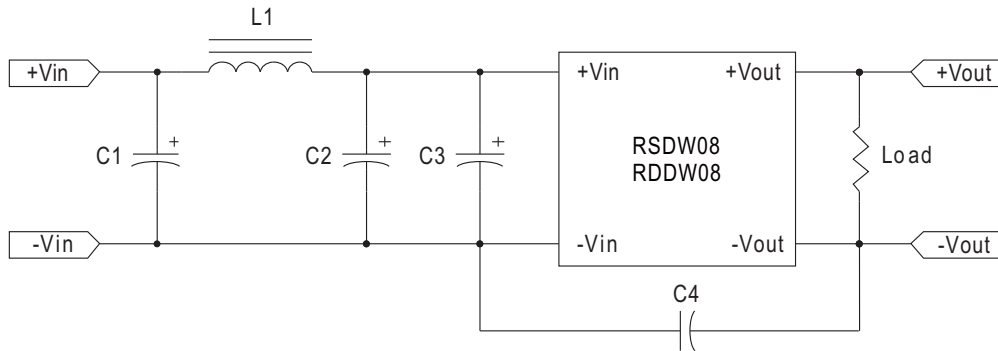 L1
+Vin
+Vin
+Vout
+Vout
C1
+
C2
+
C3
+
RSDW08
RDDW08
Load
-Vin
-Vin
-Vout
-Vout
C4